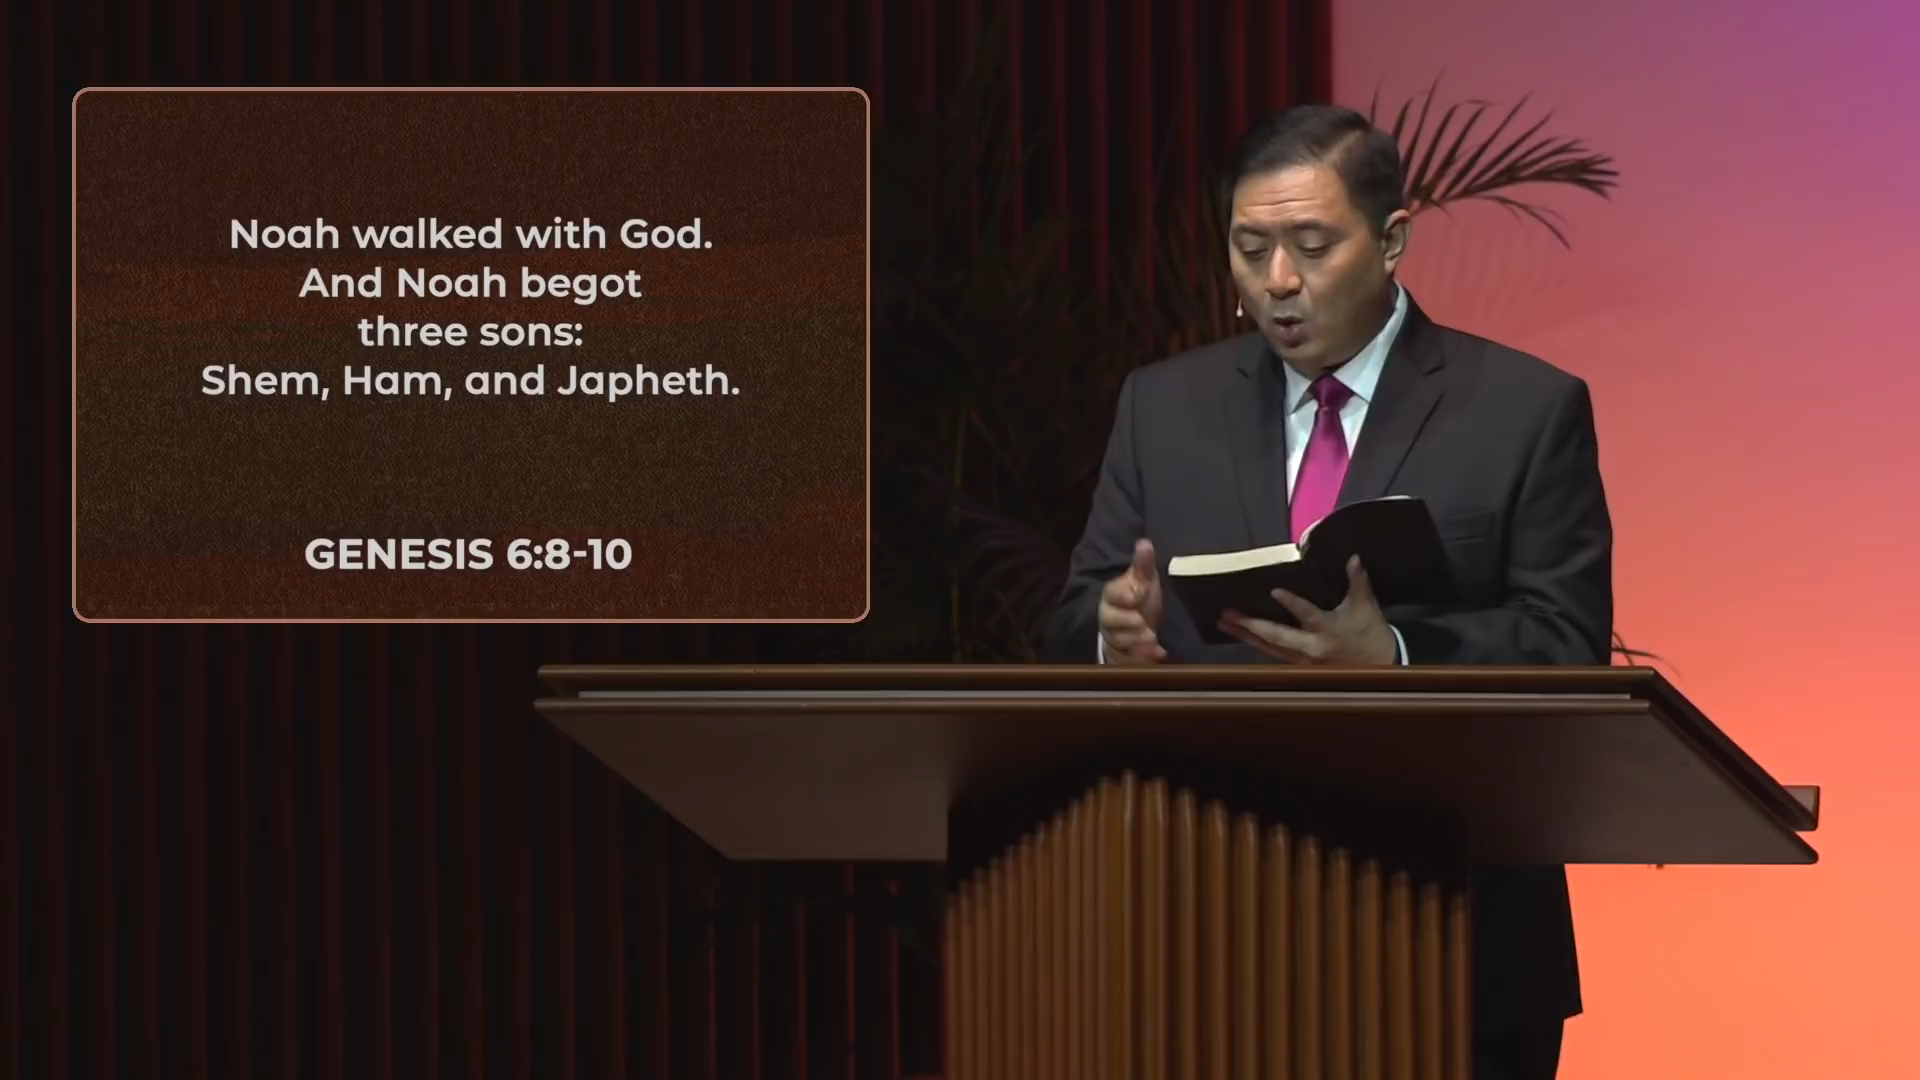 Noah walked with God.
And Noah begot
three sons:
Shem, Ham, and Japheth.
GENESIS 6:8-10